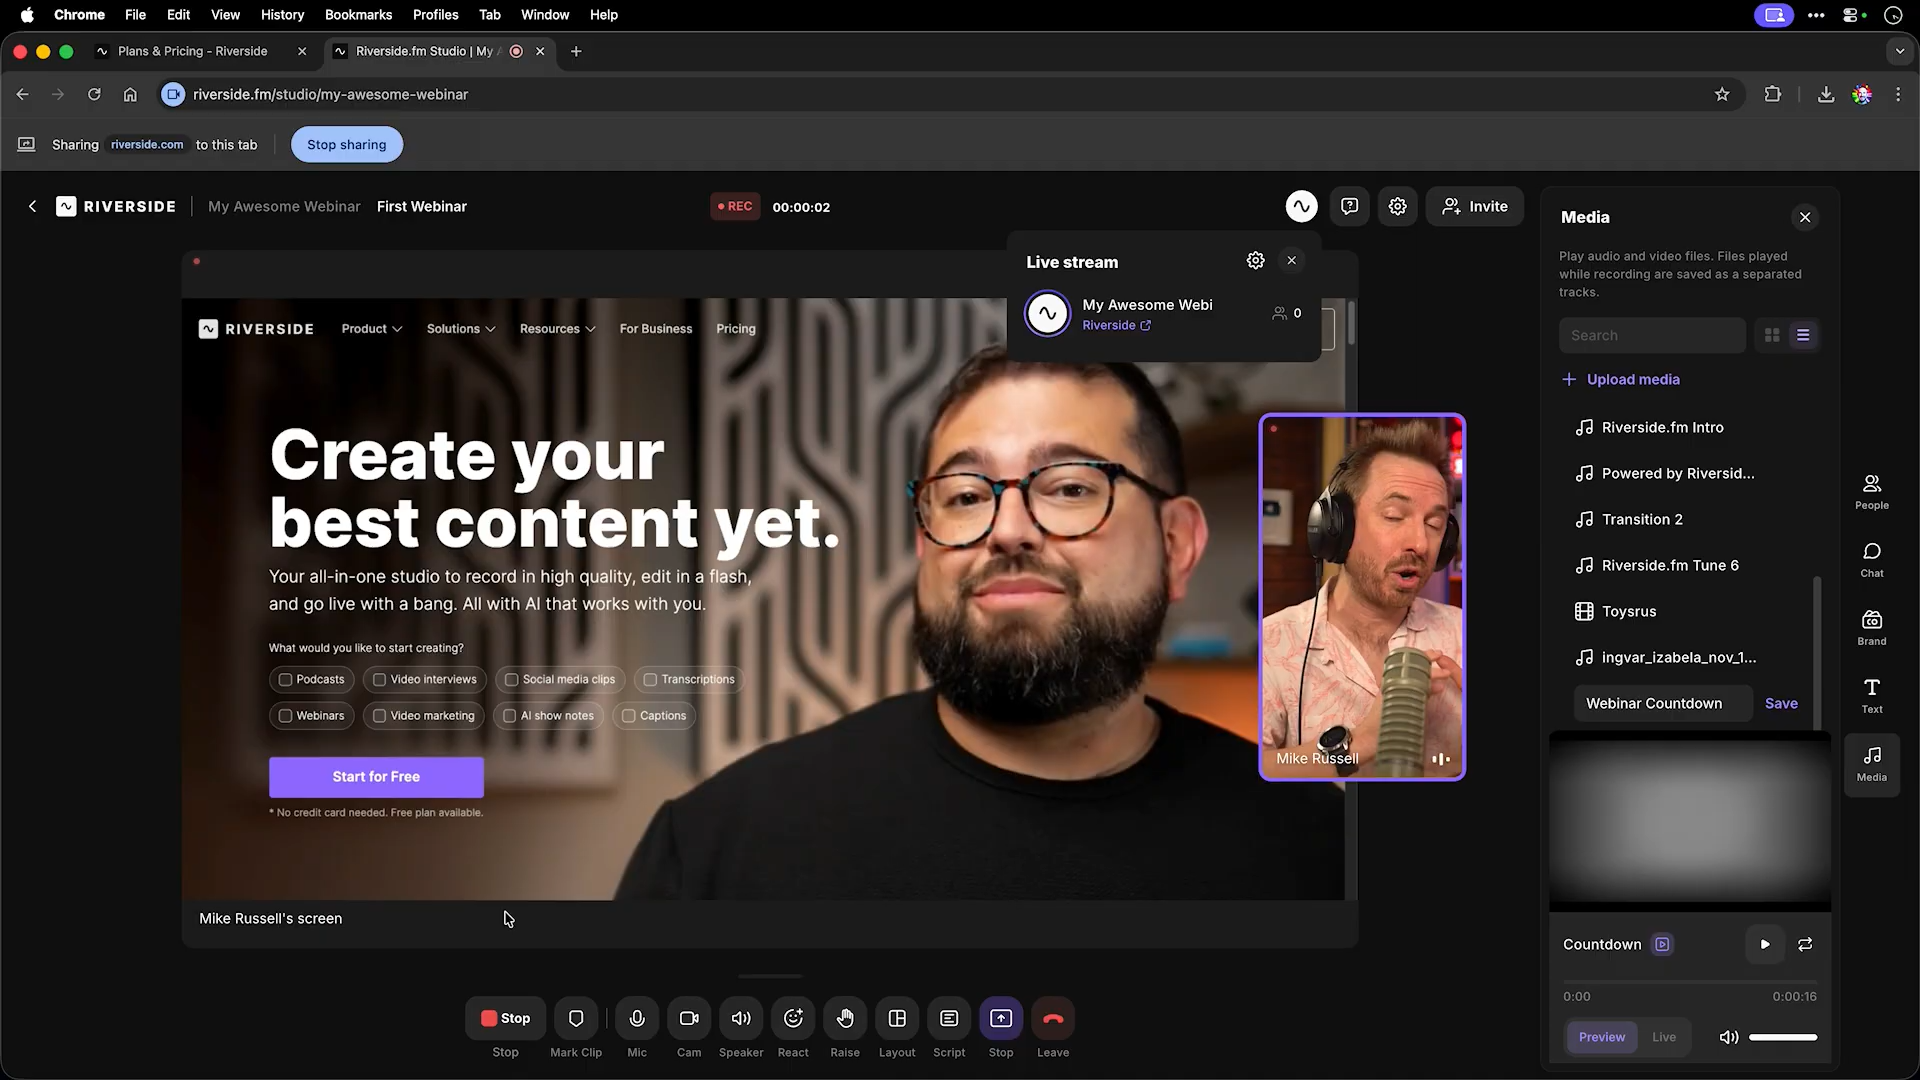 Chrome File Edit View History Bookmarks Profiles Tab Window Help
Plans & Pricing - Riverside
Riverside.fm Studio | My A
riverside.fm/studio/my-awesome-webinar
Sharing riverside.com to this tab Stop sharing
RIVERSIDE My Awesome Webinar First Webinar
REC 00:00:02
Invite
Live stream
My Awesome Webi
Riverside
0
RIVERSIDE Product Solutions Resources For Business Pricing
Create your
best content yet.
Your all-in-one studio to record in high quality, edit in a flash,
and go live with a bang. All with AI that works with you.
What would you like to start creating?
Podcasts Video interviews Social media clips Transcriptions
Webinars Video marketing AI show notes Captions
Start for Free
* No credit card needed. Free plan available.
Mike Russell
Mike Russell's screen
Stop
Stop Mark Clip Mic Cam Speaker React Raise Layout Script Stop Leave
Media
Play audio and video files. Files played
while recording are saved as a separated
tracks.
Search
Upload media
Riverside.fm Intro
Powered by Riversid...
Transition 2
Riverside.fm Tune 6
Toysrus
ingvar_izabela_nov_1...
Webinar Countdown Save
Countdown
0:00 0:00:16
Preview Live
People
Chat
Brand
Text
Media